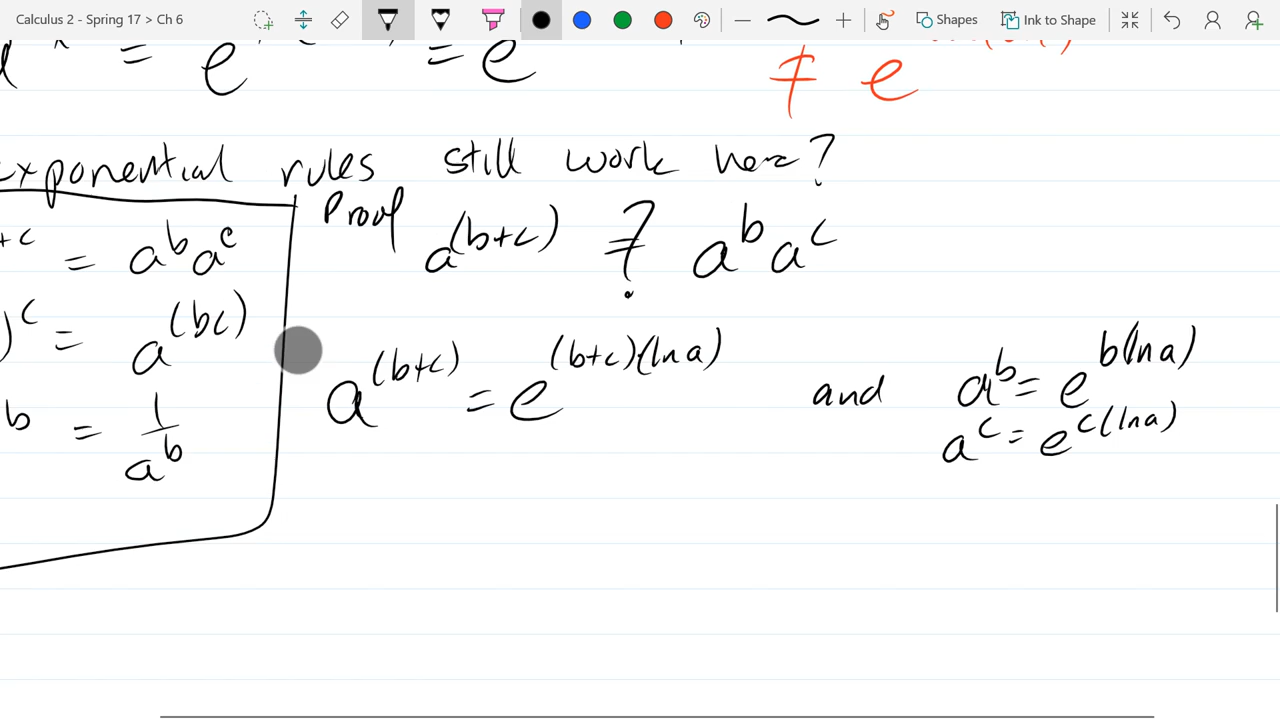 Calculus 2 - Spring 17 > Ch 6
Shapes
Ink to Shape
= e
= e
≠ e
exponential rules still work here?
+c = a^b a^c
Proof a^(b+c) =? a^b a^c
)^c = a^(bc)
a^(b+c) = e^(b+c)(ln a) and a^b = e^b(ln a)
a^c = e^c(ln a)
b = 1/a^b